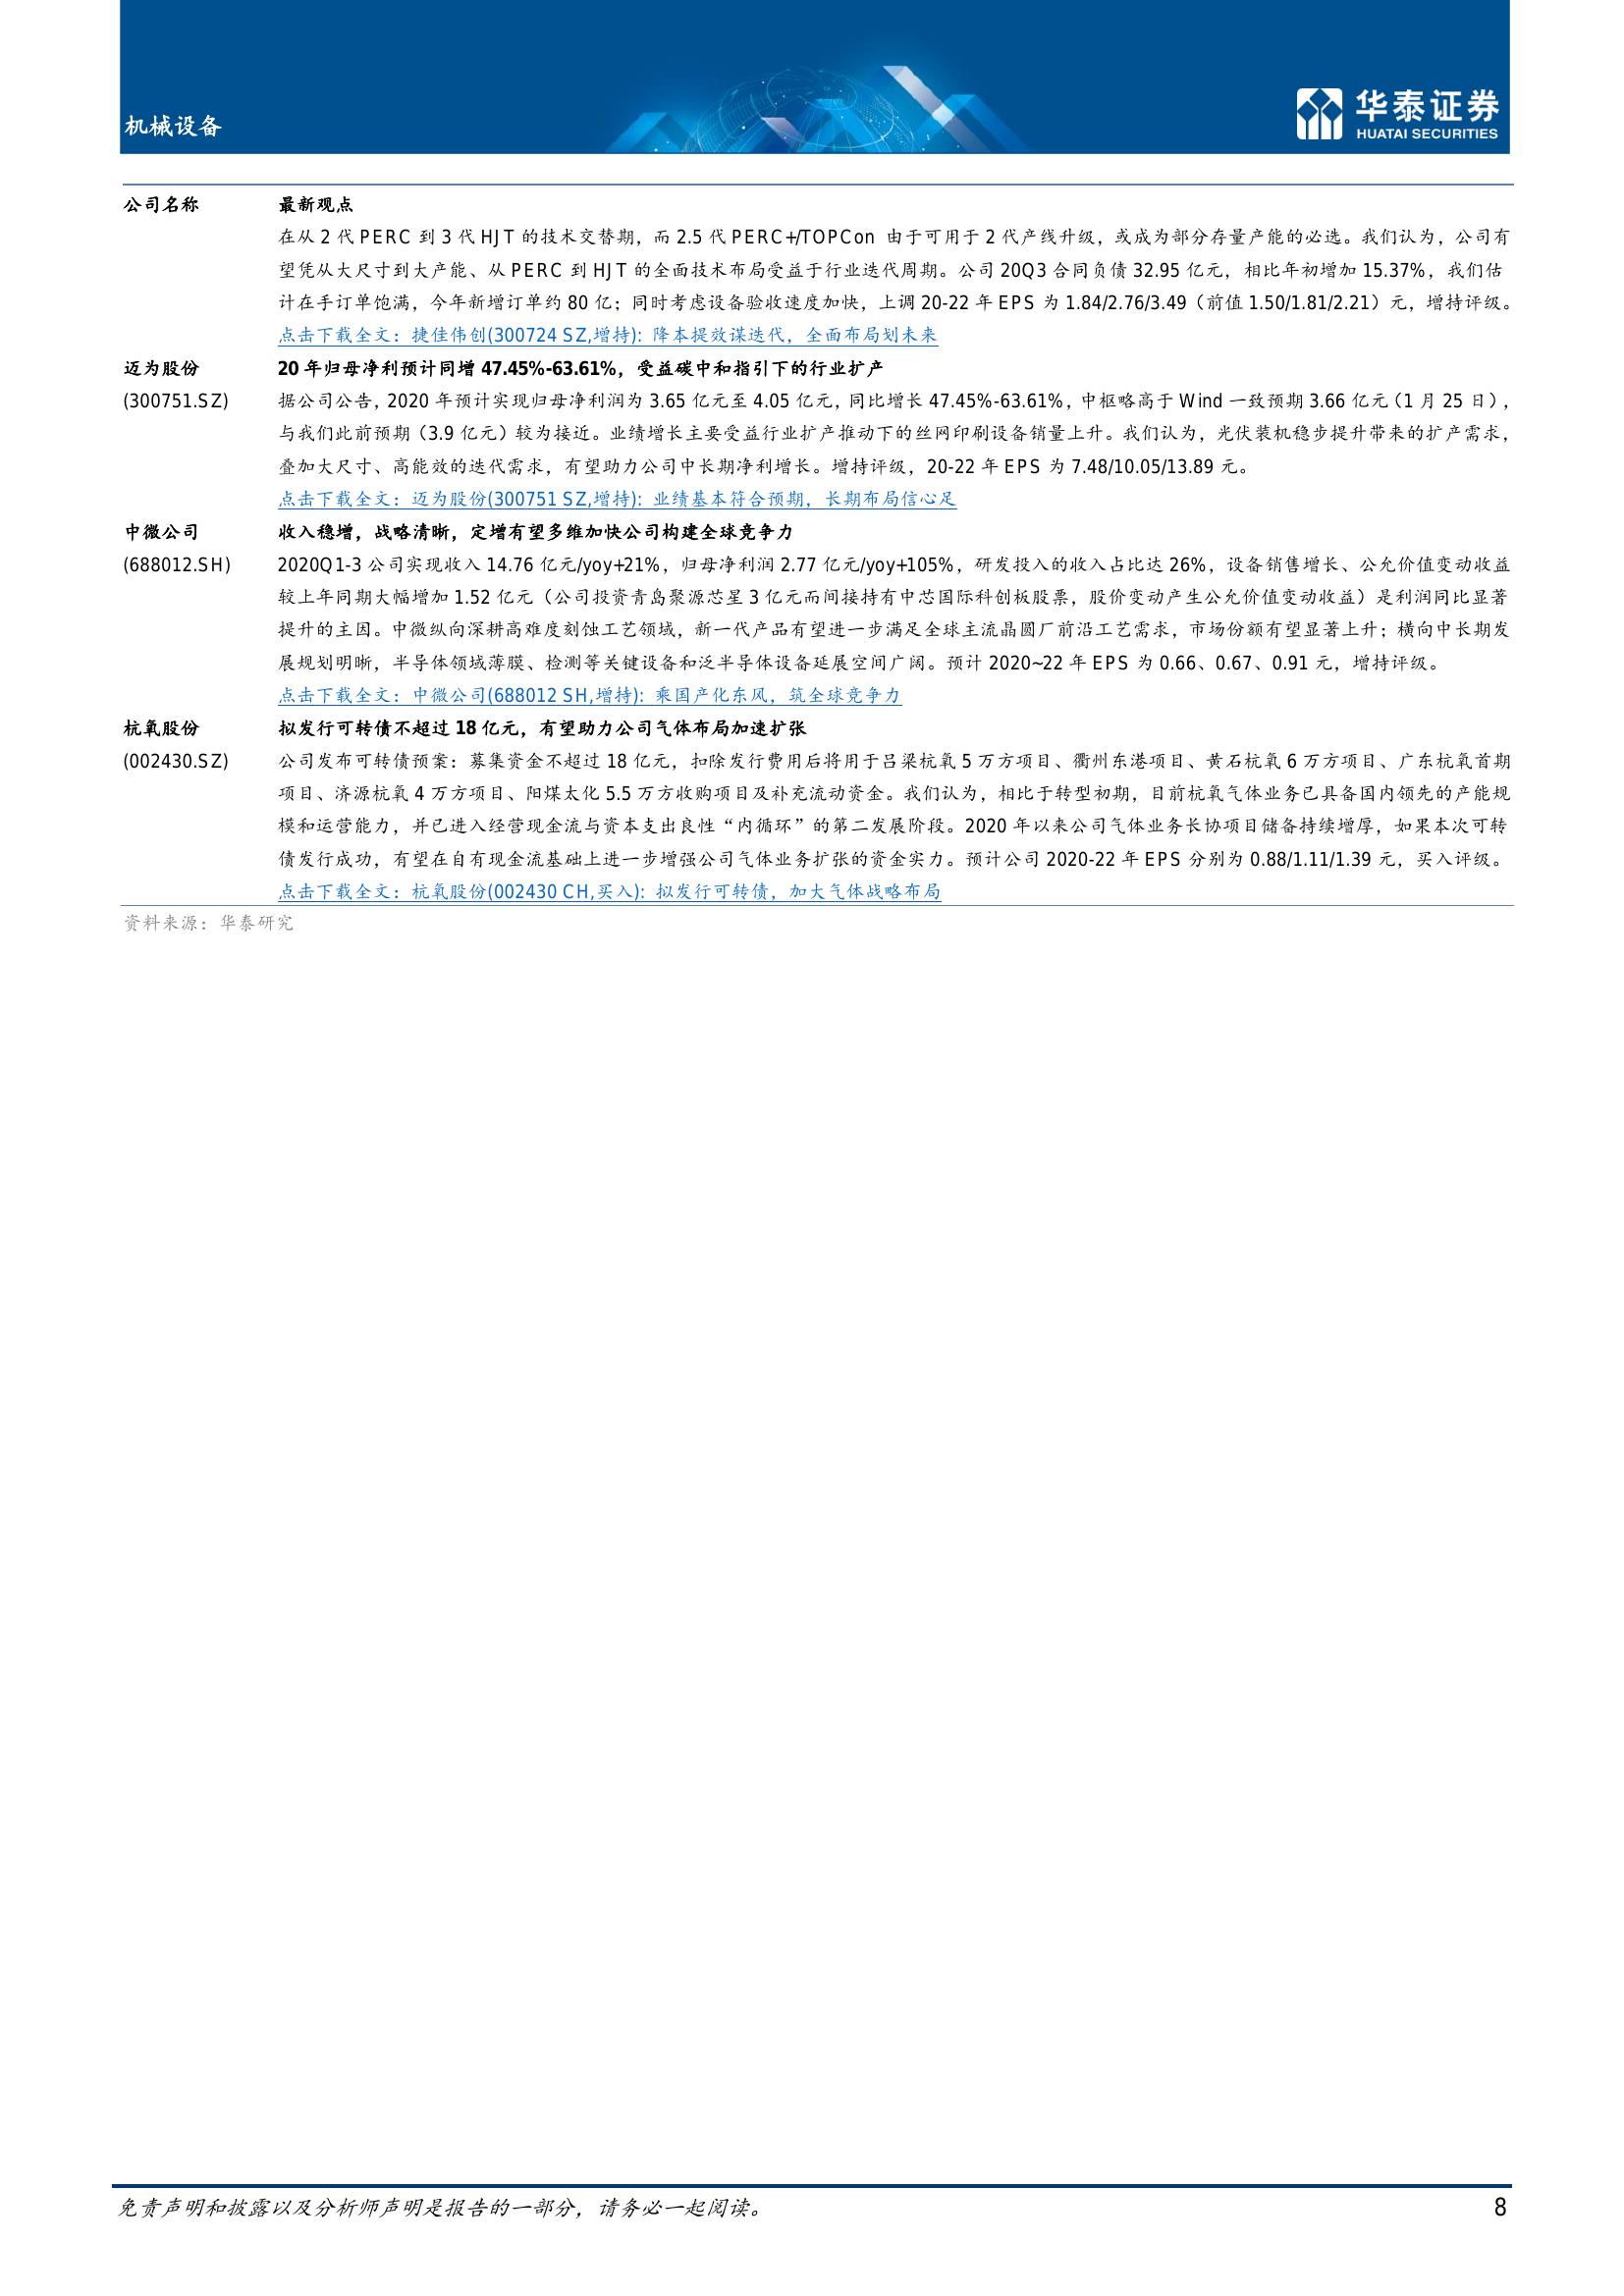 机械设备
华泰证券
HUATAI SECURITIES
公司名称 最新观点
在从 2 代 PERC 到 3 代 HJT 的技术交替期，而 2.5 代 PERC+/TOPCon 由于可用于 2 代产线升级，或成为部分存量产能的必选。我们认为，公司有
望凭从大尺寸到大产能、从 PERC 到 HJT 的全面技术布局受益于行业迭代周期。公司 20Q3 合同负债 32.95 亿元，相比年初增加 15.37%，我们估
计在手订单饱满，今年新增订单约 80 亿；同时考虑设备验收速度加快，上调 20-22 年 EPS 为 1.84/2.76/3.49（前值 1.50/1.81/2.21）元，增持评级。
点击下载全文：捷佳伟创(300724 SZ,增持): 降本提效谋迭代，全面布局划未来
迈为股份 20 年归母净利预计同增 47.45%-63.61%，受益碳中和指引下的行业扩产
(300751.SZ) 据公司公告，2020 年预计实现归母净利润为 3.65 亿元至 4.05 亿元，同比增长 47.45%-63.61%，中枢略高于 Wind 一致预期 3.66 亿元（1 月 25 日），
与我们此前预期（3.9 亿元）较为接近。业绩增长主要受益行业扩产推动下的丝网印刷设备销量上升。我们认为，光伏装机稳步提升带来的扩产需求，
叠加大尺寸、高能效的迭代需求，有望助力公司中长期净利增长。增持评级，20-22 年 EPS 为 7.48/10.05/13.89 元。
点击下载全文：迈为股份(300751 SZ,增持): 业绩基本符合预期，长期布局信心足
中微公司 收入稳增，战略清晰，定增有望多维加快公司构建全球竞争力
(688012.SH) 2020Q1-3 公司实现收入 14.76 亿元/yoy+21%，归母净利润 2.77 亿元/yoy+105%，研发投入的收入占比达 26%，设备销售增长、公允价值变动收益
较上年同期大幅增加 1.52 亿元（公司投资青岛聚源芯星 3 亿元而间接持有中芯国际科创板股票，股价变动产生公允价值变动收益）是利润同比显著
提升的主因。中微纵向深耕高难度刻蚀工艺领域，新一代产品有望进一步满足全球主流晶圆厂前沿工艺需求，市场份额有望显著上升；横向中长期发
展规划明晰，半导体领域薄膜、检测等关键设备和泛半导体设备延展空间广阔。预计 2020~22 年 EPS 为 0.66、0.67、0.91 元，增持评级。
点击下载全文：中微公司(688012 SH,增持): 乘国产化东风，筑全球竞争力
杭氧股份 拟发行可转债不超过 18 亿元，有望助力公司气体布局加速扩张
(002430.SZ) 公司发布可转债预案：募集资金不超过 18 亿元，扣除发行费用后将用于吕梁杭氧 5 万方项目、衢州东港项目、黄石杭氧 6 万方项目、广东杭氧首期
项目、济源杭氧 4 万方项目、阳煤太化 5.5 万方收购项目及补充流动资金。我们认为，相比于转型初期，目前杭氧气体业务已具备国内领先的产能规
模和运营能力，并已进入经营现金流与资本支出良性“内循环”的第二发展阶段。2020 年以来公司气体业务长协项目储备持续增厚，如果本次可转
债发行成功，有望在自有现金流基础上进一步增强公司气体业务扩张的资金实力。预计公司 2020-22 年 EPS 分别为 0.88/1.11/1.39 元，买入评级。
点击下载全文：杭氧股份(002430 CH,买入): 拟发行可转债，加大气体战略布局
资料来源：华泰研究
免责声明和披露以及分析师声明是报告的一部分，请务必一起阅读。 8